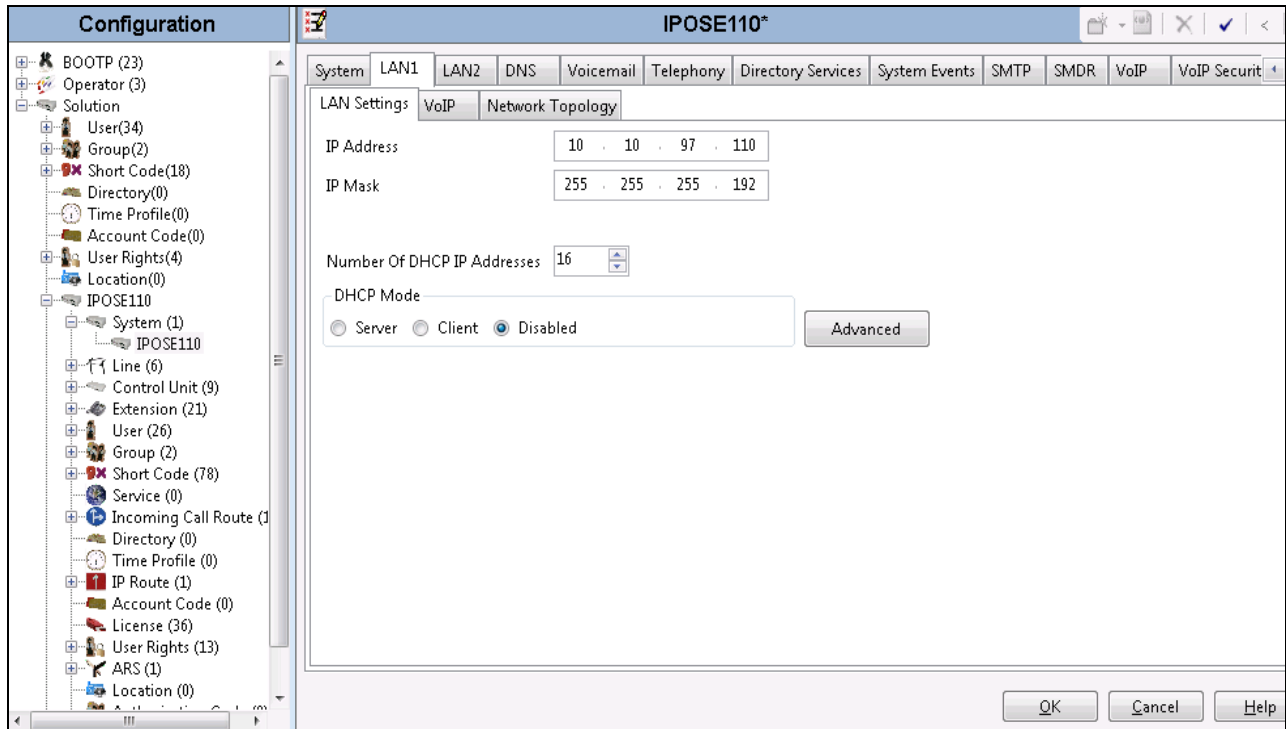 Configuration
BOOTP (23)
Operator (3)
Solution
User(34)
Group(2)
Short Code(18)
Directory(0)
Time Profile(0)
Account Code(0)
User Rights(4)
Location(0)
IPOSE110
System (1)
IPOSE110
Line (6)
Control Unit (9)
Extension (21)
User (26)
Group (2)
Short Code (78)
Service (0)
Incoming Call Route (1
Directory (0)
Time Profile (0)
IP Route (1)
Account Code (0)
License (36)
User Rights (13)
ARS (1)
Location (0)
IPOSE110*
System LAN1 LAN2 DNS Voicemail Telephony Directory Services System Events SMTP SMDR VoIP VoIP Securit
LAN Settings VoIP Network Topology
IP Address 10 . 10 . 97 . 110
IP Mask 255 . 255 . 255 . 192
Number Of DHCP IP Addresses 16
DHCP Mode
Server Client Disabled
Advanced
OK Cancel Help